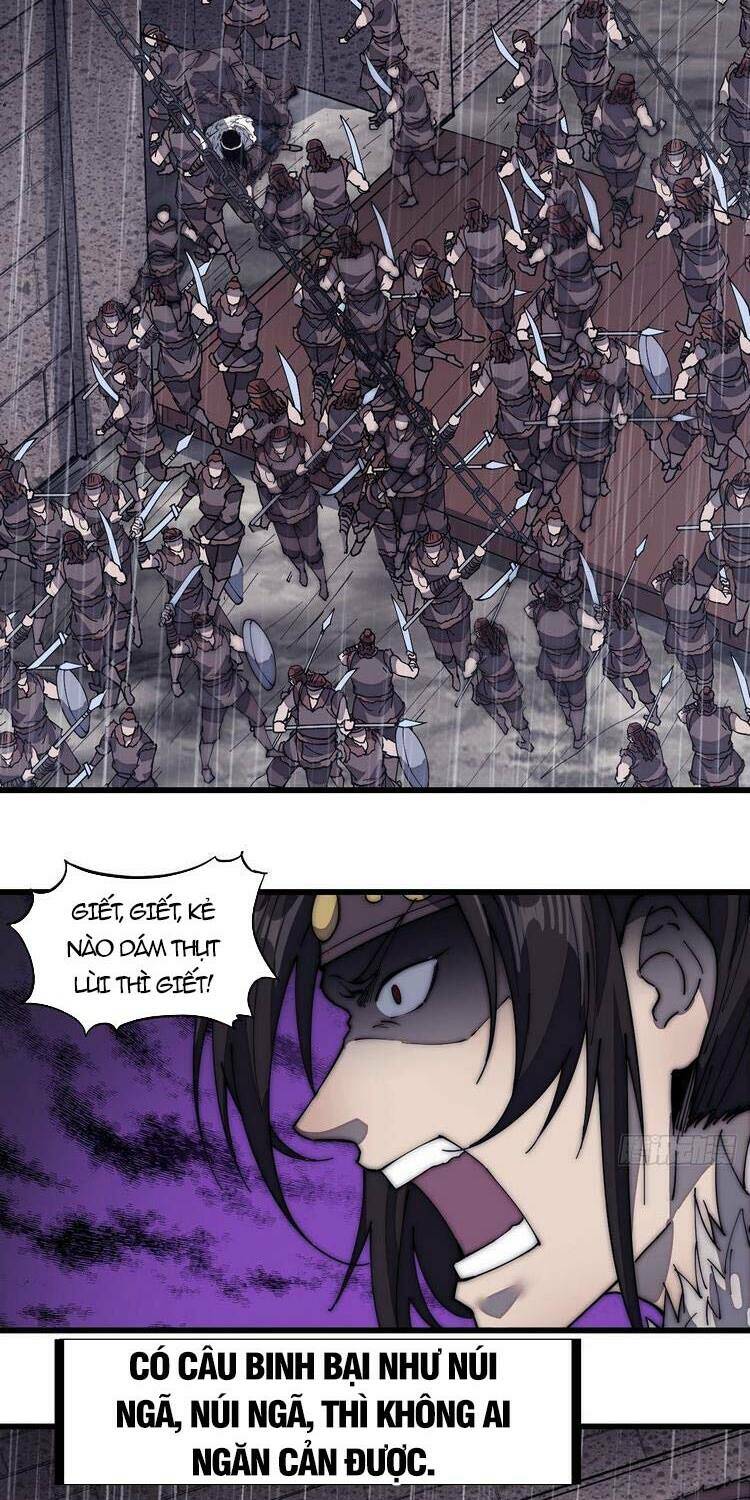 GIẾT, GIẾT, KẺ
NÀO DÁM THỤT
LÙI THÌ GIẾT!
CÓ CÂU BINH BẠI NHƯ NÚI
NGÃ, NÚI NGÃ, THÌ KHÔNG AI
NGĂN CẢN ĐƯỢC.